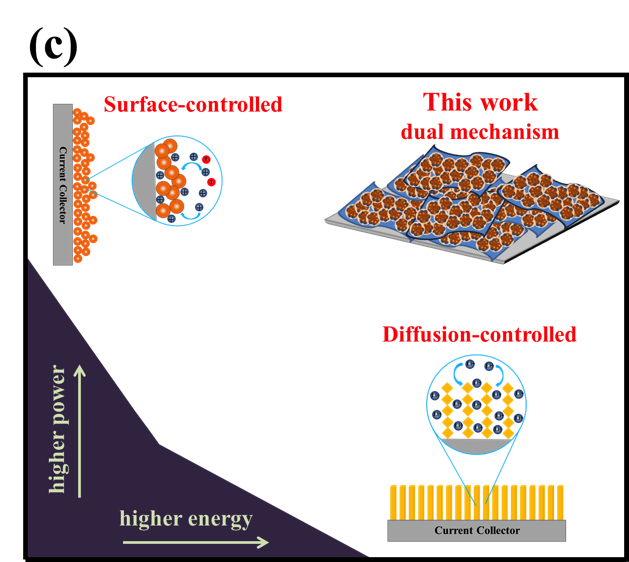 (c)
Surface-controlled
This work
dual mechanism
Current Collector
Diffusion-controlled
higher power
higher energy
Current Collector